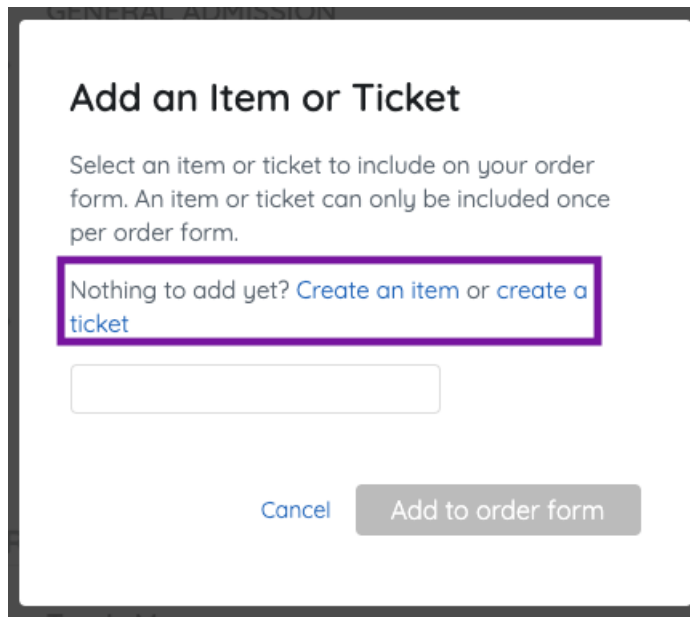 GENERAL ADMISSION
Add an Item or Ticket
Select an item or ticket to include on your order
form. An item or ticket can only be included once
per order form.
Nothing to add yet? Create an item or create a
ticket
Cancel Add to order form